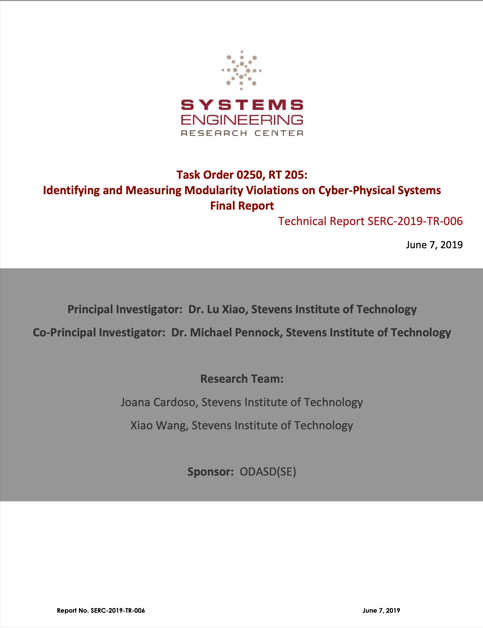 SYSTEMS
ENGINEERING
RESEARCH CENTER
Task Order 0250, RT 205:
Identifying and Measuring Modularity Violations on Cyber-Physical Systems
Final Report
Technical Report SERC-2019-TR-006
June 7, 2019
Principal Investigator: Dr. Lu Xiao, Stevens Institute of Technology
Co-Principal Investigator: Dr. Michael Pennock, Stevens Institute of Technology
Research Team:
Joana Cardoso, Stevens Institute of Technology
Xiao Wang, Stevens Institute of Technology
Sponsor: ODASD(SE)
Report No. SERC-2019-TR-006 June 7, 2019